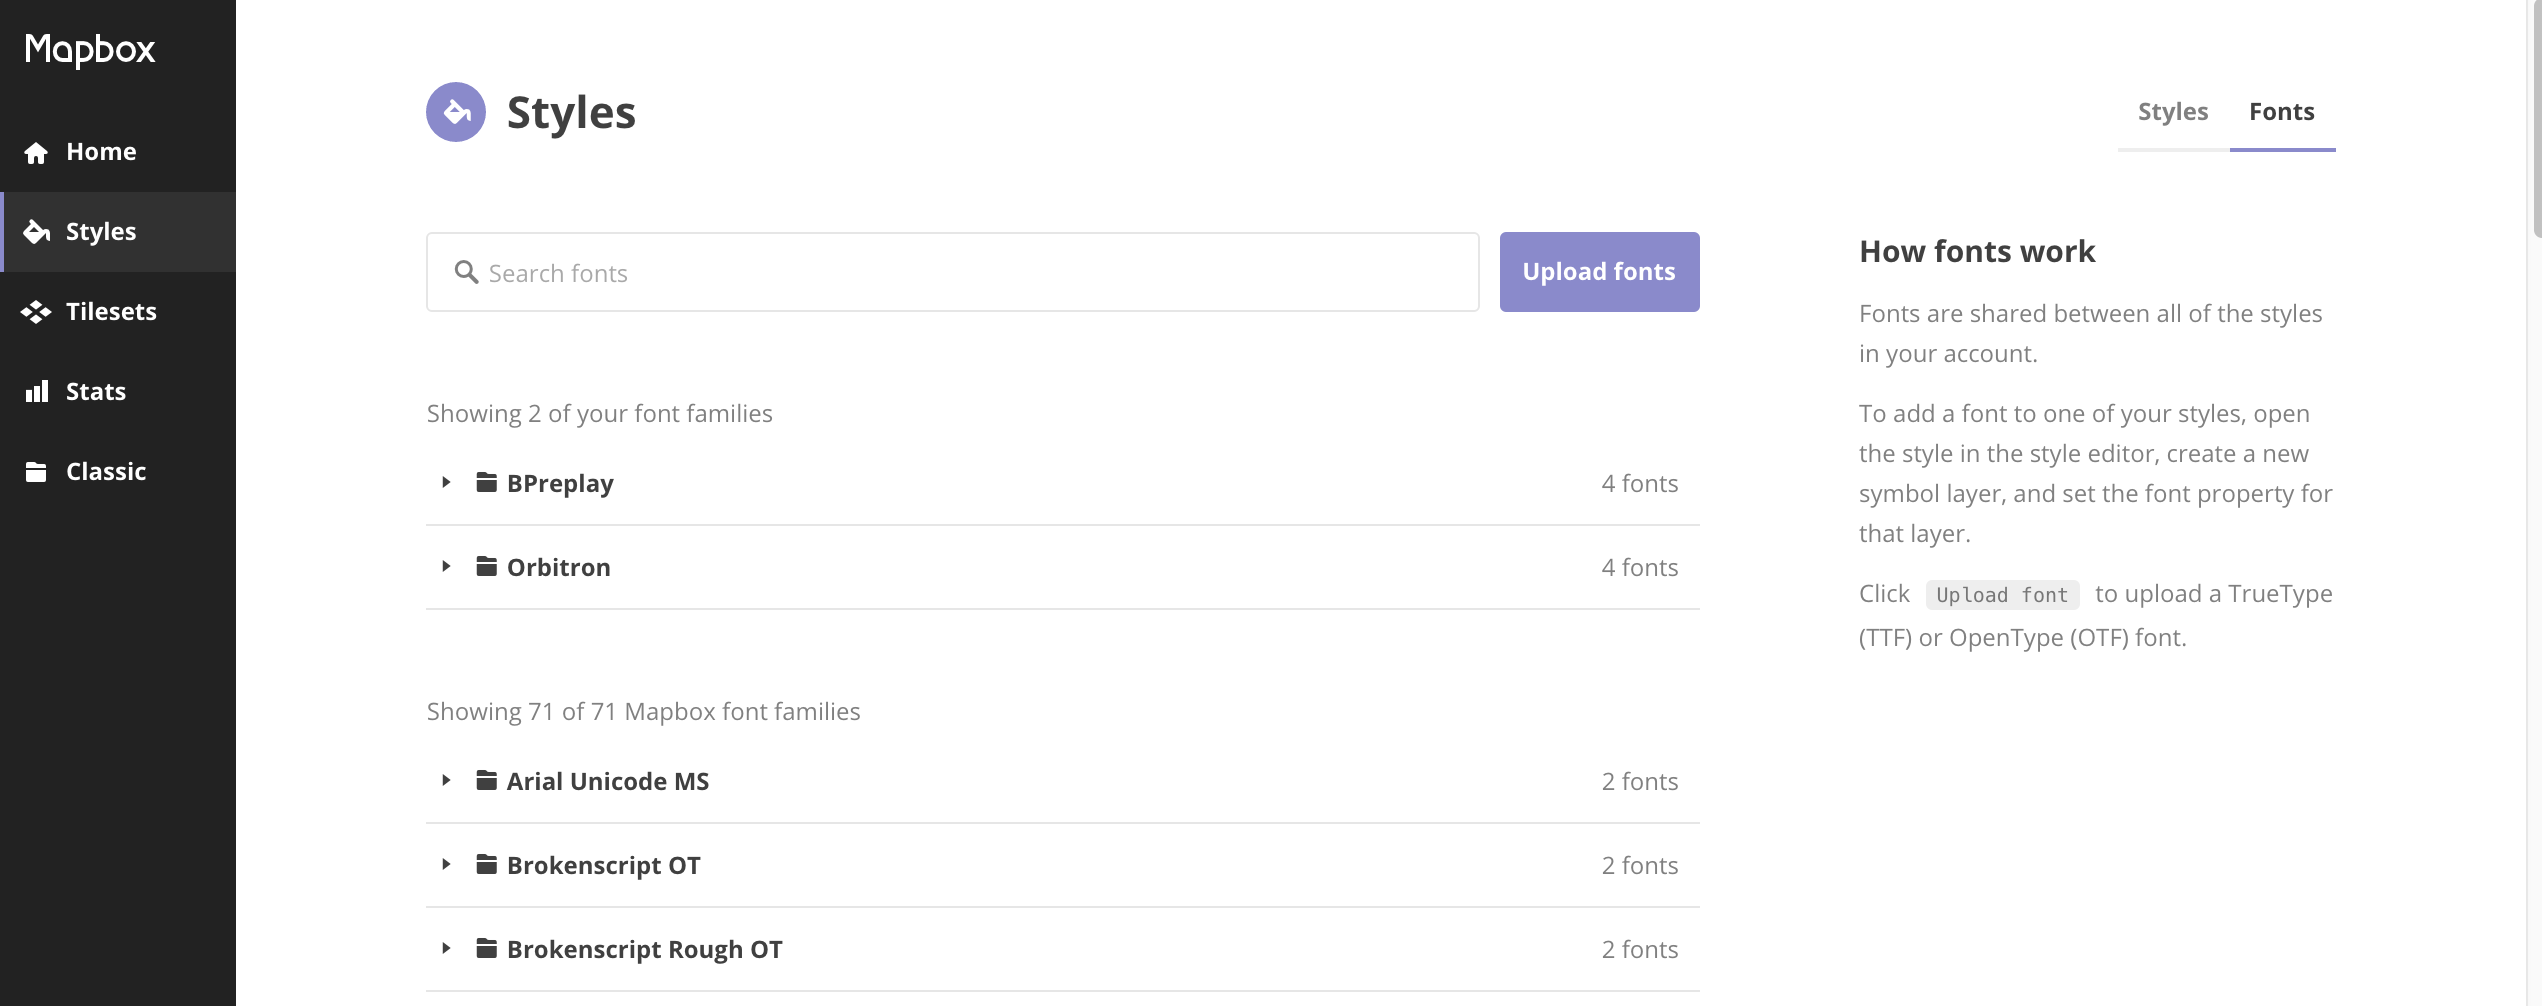 Mapbox
Home
Styles
Tilesets
Stats
Classic
Styles
Styles
Fonts
Search fonts
Upload fonts
Showing 2 of your font families
BPreplay
4 fonts
Orbitron
4 fonts
Showing 71 of 71 Mapbox font families
Arial Unicode MS
2 fonts
Brokenscript OT
2 fonts
Brokenscript Rough OT
2 fonts
How fonts work
Fonts are shared between all of the styles
in your account.
To add a font to one of your styles, open
the style in the style editor, create a new
symbol layer, and set the font property for
that layer.
Click Upload font to upload a TrueType
(TTF) or OpenType (OTF) font.